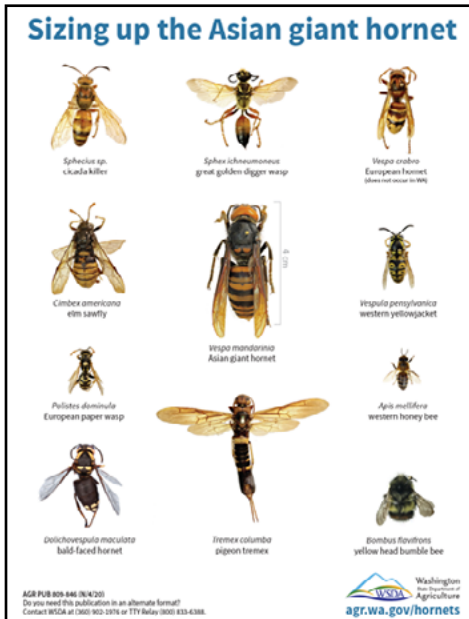 Sizing up the Asian giant hornet
Sphecius sp.
cicada killer
Sphex ichneumoneus
great golden digger wasp
Vespa crabro
European hornet
(does not occur in WA)
Cimbex americana
elm sawfly
4 cm
Vespa mandarinia
Asian giant hornet
Vespula pensylvanica
western yellowjacket
Polistes dominula
European paper wasp
Apis mellifera
western honey bee
Dolichovespula maculata
bald-faced hornet
Tremex columba
pigeon tremex
Bombus flavifrons
yellow head bumble bee
AGR PUB 809-846 (N/4/20)
Do you need this publication in an alternate format?
Contact WSDA at (360) 902-1976 or TTY Relay (800) 833-6388.
WSDA
Washington
State Department of
Agriculture
agr.wa.gov/hornets